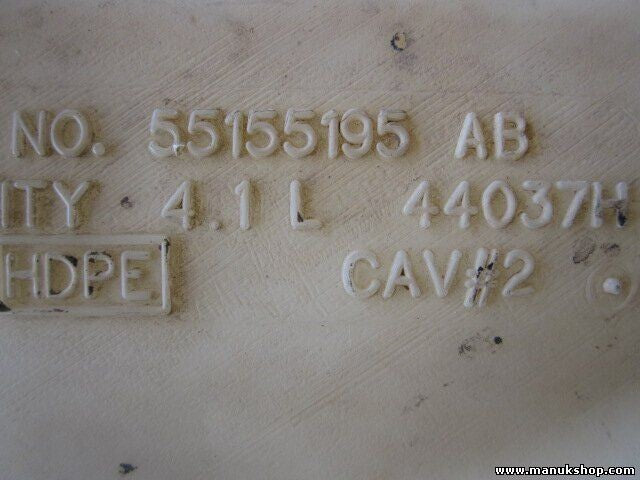 NO. 55155195 AB
ITY 4.1 L 44037H
HDPE CAV#2
www.manukshop.com